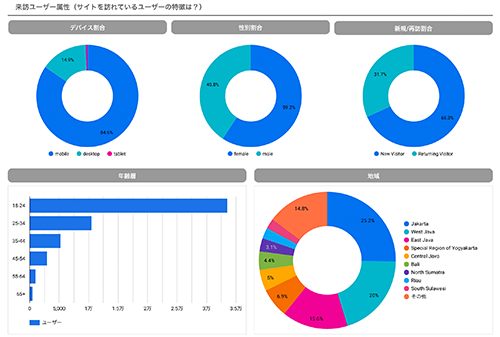 来訪ユーザー属性（サイトを訪れているユーザーの特徴は？）
デバイス割合
性別割合
新規/再訪割合
14.9%
84.6%
mobile desktop tablet
40.8%
59.2%
female male
31.7%
68.3%
New Visitor Returning Visitor
年齢層
地域
18-24
25-34
35-44
45-54
55-64
65+
0 5,000 1万 1.5万 2万 2.5万 3万 3.5万
ユーザー
14.8%
25.2%
3.1%
4.4%
5%
6.9%
15.6%
20%
Jakarta
West Java
East Java
Special Region of Yogyakarta
Central Java
Bali
North Sumatra
Riau
South Sulawesi
その他